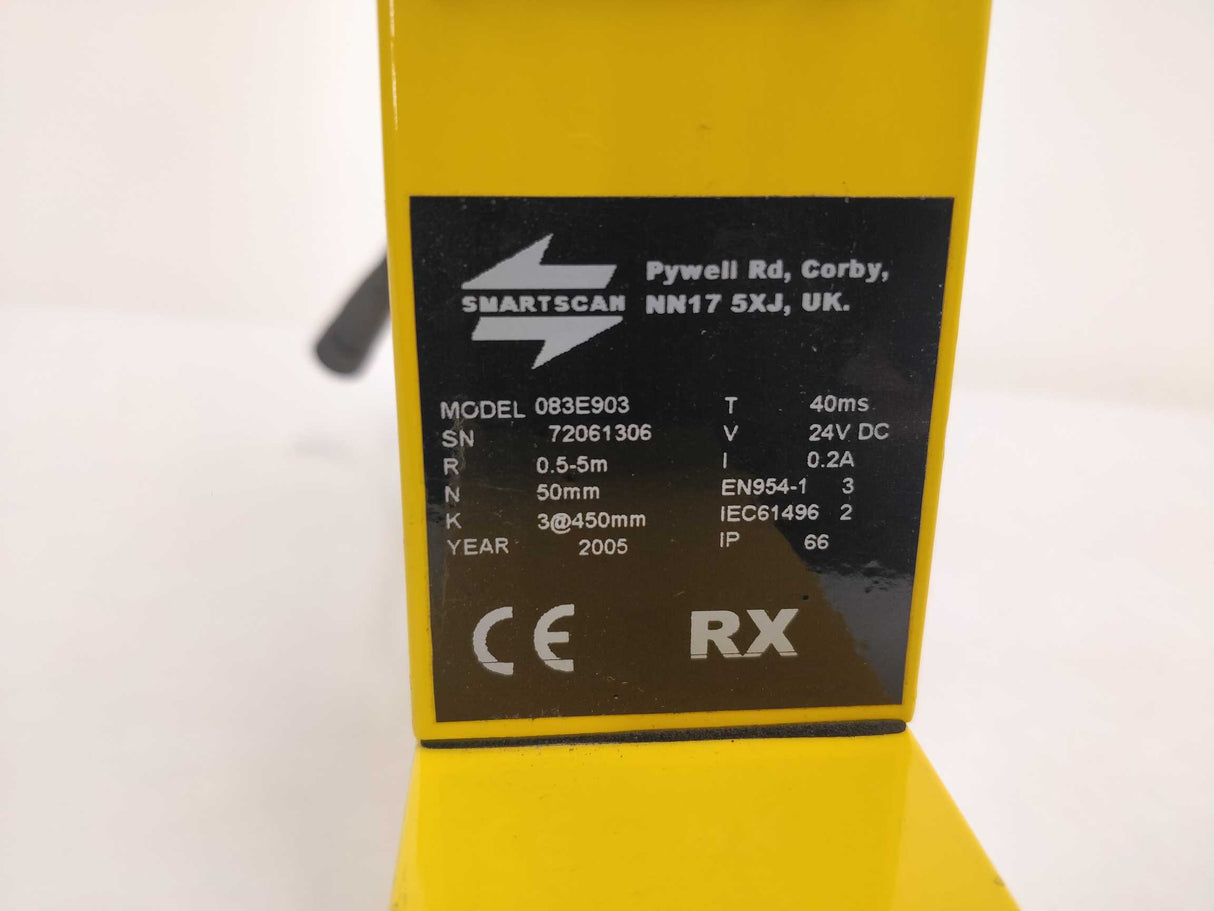 SMARTSCAN
Pywell Rd, Corby,
NN17 5XJ, UK.
MODEL 083E903
SN 72061306
R 0.5-5m
N 50mm
K 3@450mm
YEAR 2005
T 40ms
V 24V DC
I 0.2A
EN954-1 3
IEC61496 2
IP 66
CE
RX